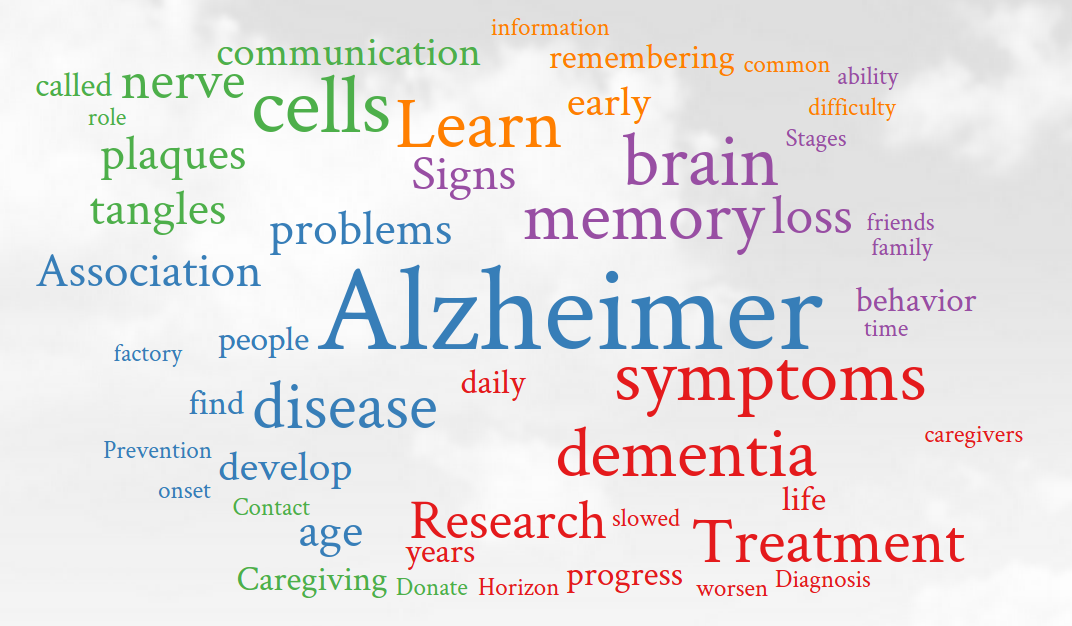 information
communication
remembering
common
ability
called
nerve
cells
early
difficulty
role
Learn
Stages
plaques
Signs
brain
tangles
problems
memory
loss
friends
family
Association
Alzheimer
behavior
time
factory
people
daily
symptoms
find
disease
caregivers
Prevention
develop
dementia
onset
life
Contact
age
Research
slowed
Treatment
years
Caregiving
Donate
Horizon
progress
worsen
Diagnosis